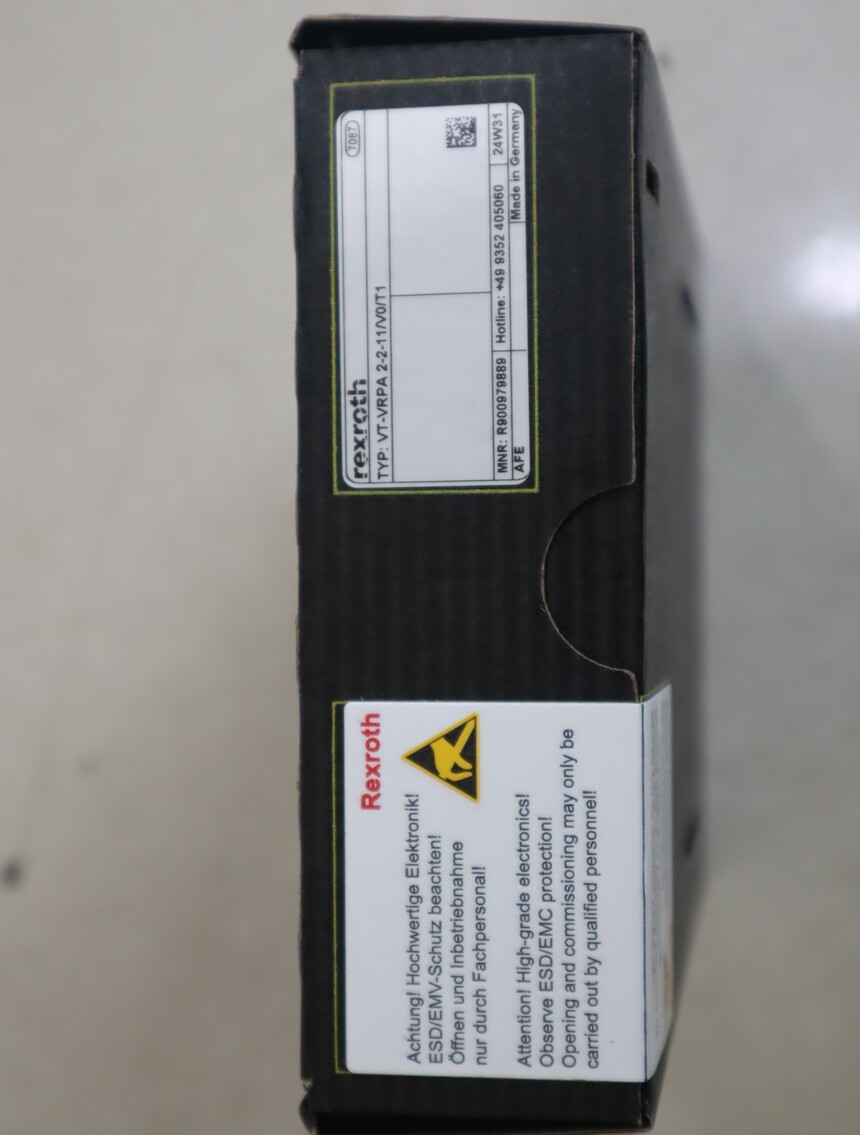 rexroth
7087
TYP: VT-VRPA 2-2-11/V0/T1
MNR: R900979889
Hotline: +49 9352 405060
24W31
AFE
Made in Germany
Rexroth
Achtung! Hochwertige Elektronik!
ESD/EMV-Schutz beachten!
Öffnen und Inbetriebnahme
nur durch Fachpersonal!
Attention! High-grade electronics!
Observe ESD/EMC protection!
Opening and commissioning may only be
carried out by qualified personnel!